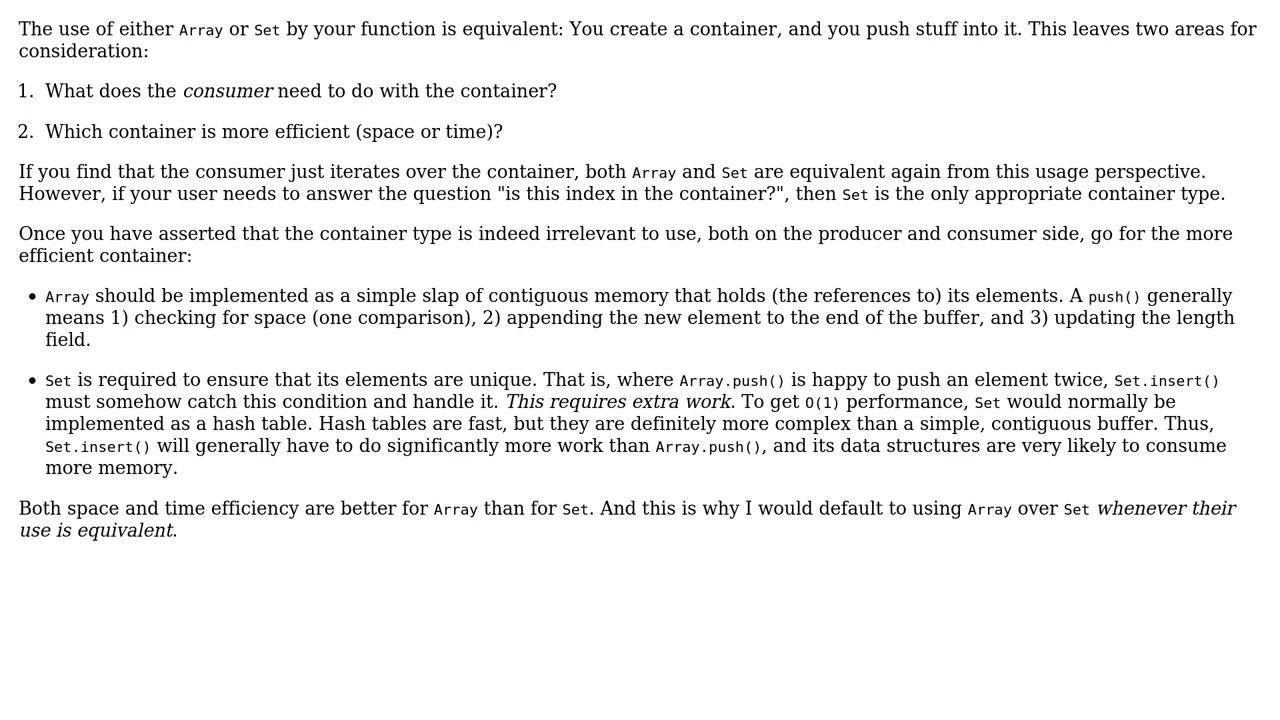 The use of either Array or Set by your function is equivalent: You create a container, and you push stuff into it. This leaves two areas for
consideration:
1. What does the consumer need to do with the container?
2. Which container is more efficient (space or time)?
If you find that the consumer just iterates over the container, both Array and Set are equivalent again from this usage perspective.
However, if your user needs to answer the question "is this index in the container?", then Set is the only appropriate container type.
Once you have asserted that the container type is indeed irrelevant to use, both on the producer and consumer side, go for the more
efficient container:
• Array should be implemented as a simple slap of contiguous memory that holds (the references to) its elements. A push() generally
means 1) checking for space (one comparison), 2) appending the new element to the end of the buffer, and 3) updating the length
field.
• Set is required to ensure that its elements are unique. That is, where Array.push() is happy to push an element twice, Set.insert()
must somehow catch this condition and handle it. This requires extra work. To get O(1) performance, Set would normally be
implemented as a hash table. Hash tables are fast, but they are definitely more complex than a simple, contiguous buffer. Thus,
Set.insert() will generally have to do significantly more work than Array.push(), and its data structures are very likely to consume
more memory.
Both space and time efficiency are better for Array than for Set. And this is why I would default to using Array over Set whenever their
use is equivalent.